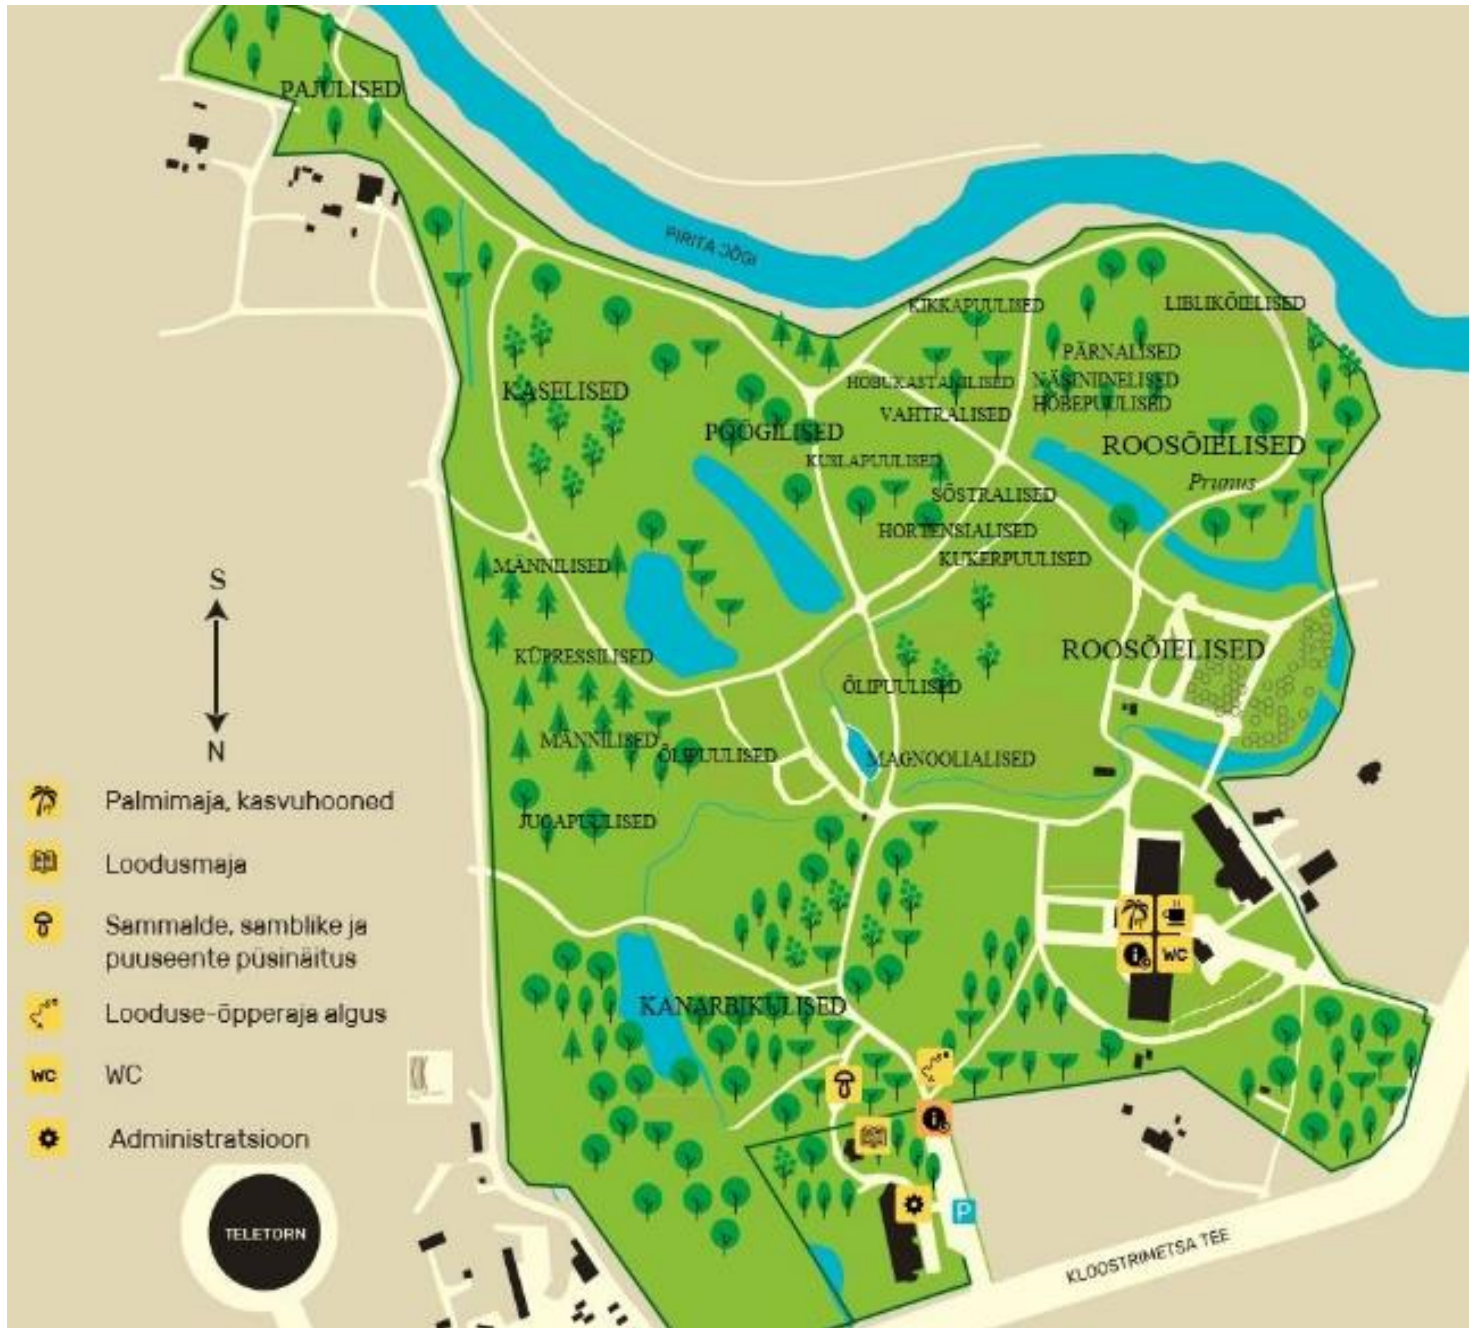 PAJULISED
PIRITA JÕGI
KIKKAPUULISED
LIBLIKÕIELISED
PÄRNALISED
HOBUKASTANILISED
NÄSINIINELISED
KASELISED
HÕBEPUULISED
VAHTRALISED
PÖÖGILISED
ROOSÕIELISED
KUSLAPUULISED
Prunus
SÕSTRALISED
HORTENSIALISED
KUKERPUULISED
MÄNNILISED
S
ROOSÕIELISED
KÜPRESSILISED
ÕLIPUULISED
MÄNNILISED
ÕLIPUULISED
MAGNOOLIALISED
N
Palmimaja, kasvuhooned
JUGAPUULISED
Loodusmaja
Sammalde, samblike ja
puuseente püsinäitus
WC
KANARBIKULISED
Looduse-õpperaja algus
WC WC
Administratsioon
P
TELETORN
KLOOSTRIMETSA TEE